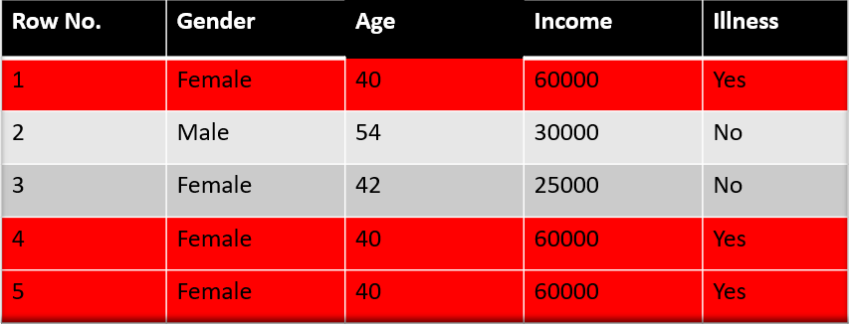 Row No. Gender Age Income Illness
1 Female 40 60000 Yes
2 Male 54 30000 No
3 Female 42 25000 No
4 Female 40 60000 Yes
5 Female 40 60000 Yes